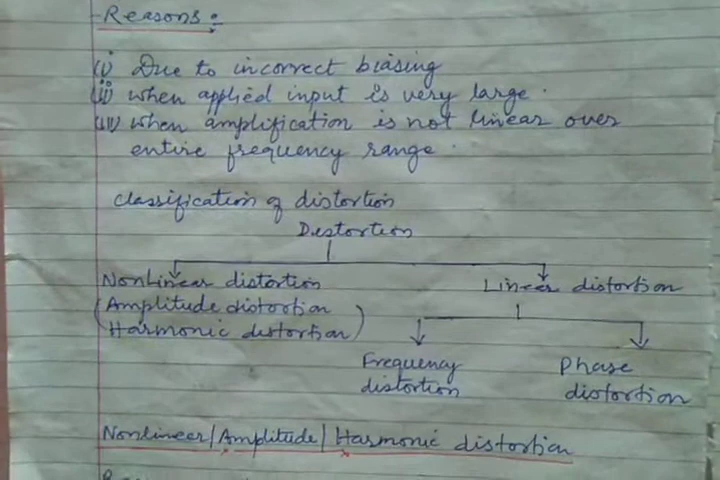 Reasons :-
(i) Due to incorrect biasing
(ii) when applied input is very large.
(iii) when amplification is not linear over
entire frequency range.
classification of distortion
Distortion
NonLinear distortion
(Amplitude distortion
Harmonic distortion)
Linear distortion
Frequency
distortion
Phase
distortion
Nonlinear/Amplitude/Harmonic distortion